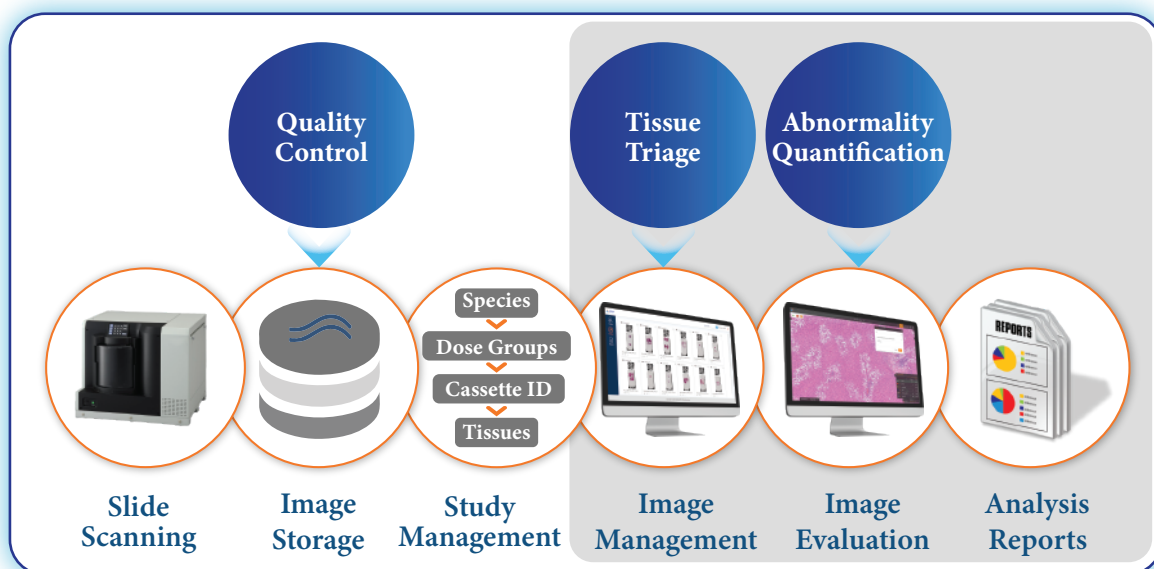 Quality
Control
Tissue
Triage
Abnormality
Quantification
Species
Dose Groups
Cassette ID
Tissues
REPORTS
Slide
Scanning
Image
Storage
Study
Management
Image
Management
Image
Evaluation
Analysis
Reports